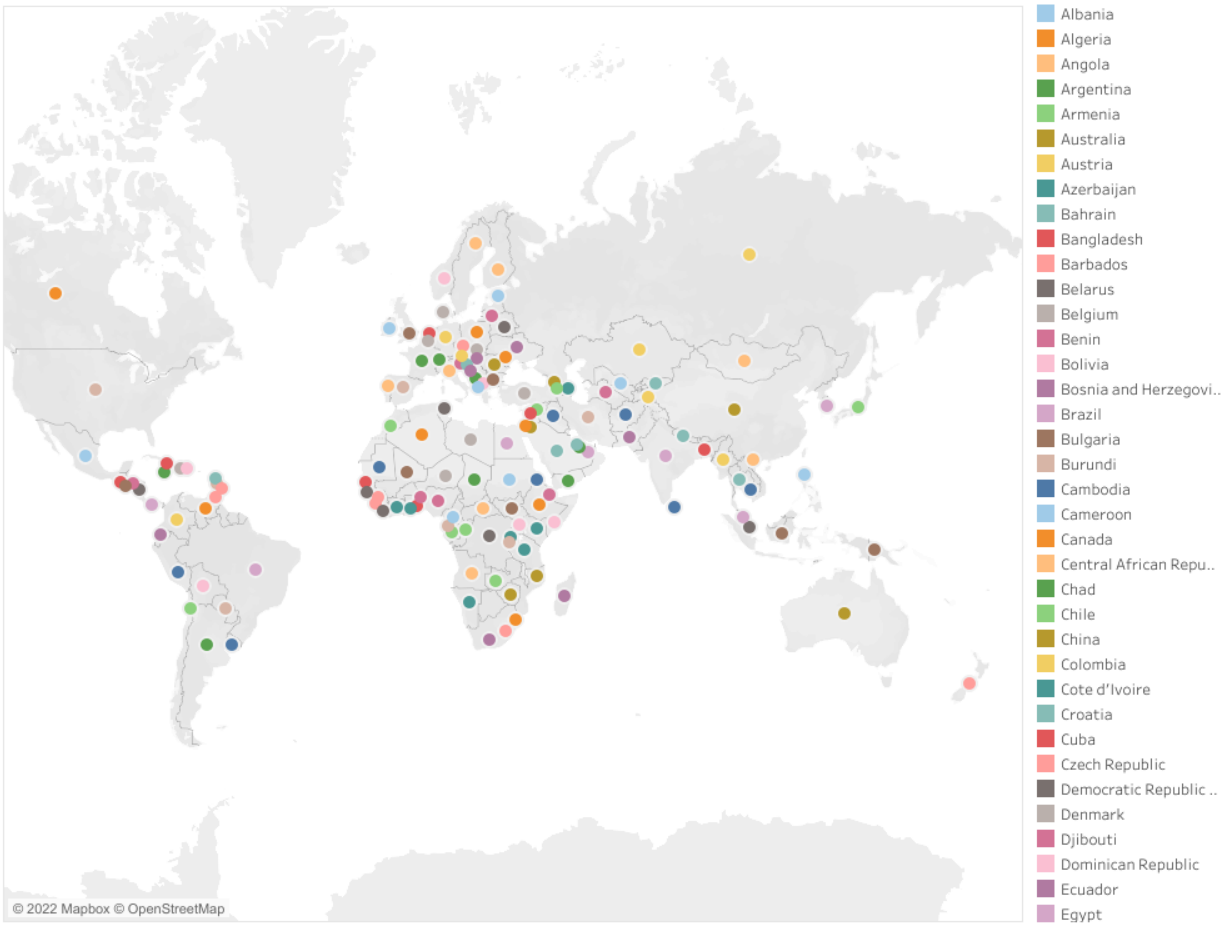 Albania
Algeria
Angola
Argentina
Armenia
Australia
Austria
Azerbaijan
Bahrain
Bangladesh
Barbados
Belarus
Belgium
Benin
Bolivia
Bosnia and Herzegovi..
Brazil
Bulgaria
Burundi
Cambodia
Cameroon
Canada
Central African Repu..
Chad
Chile
China
Colombia
Cote d'Ivoire
Croatia
Cuba
Czech Republic
Democratic Republic ..
Denmark
Djibouti
Dominican Republic
Ecuador
Egypt
© 2022 Mapbox © OpenStreetMap